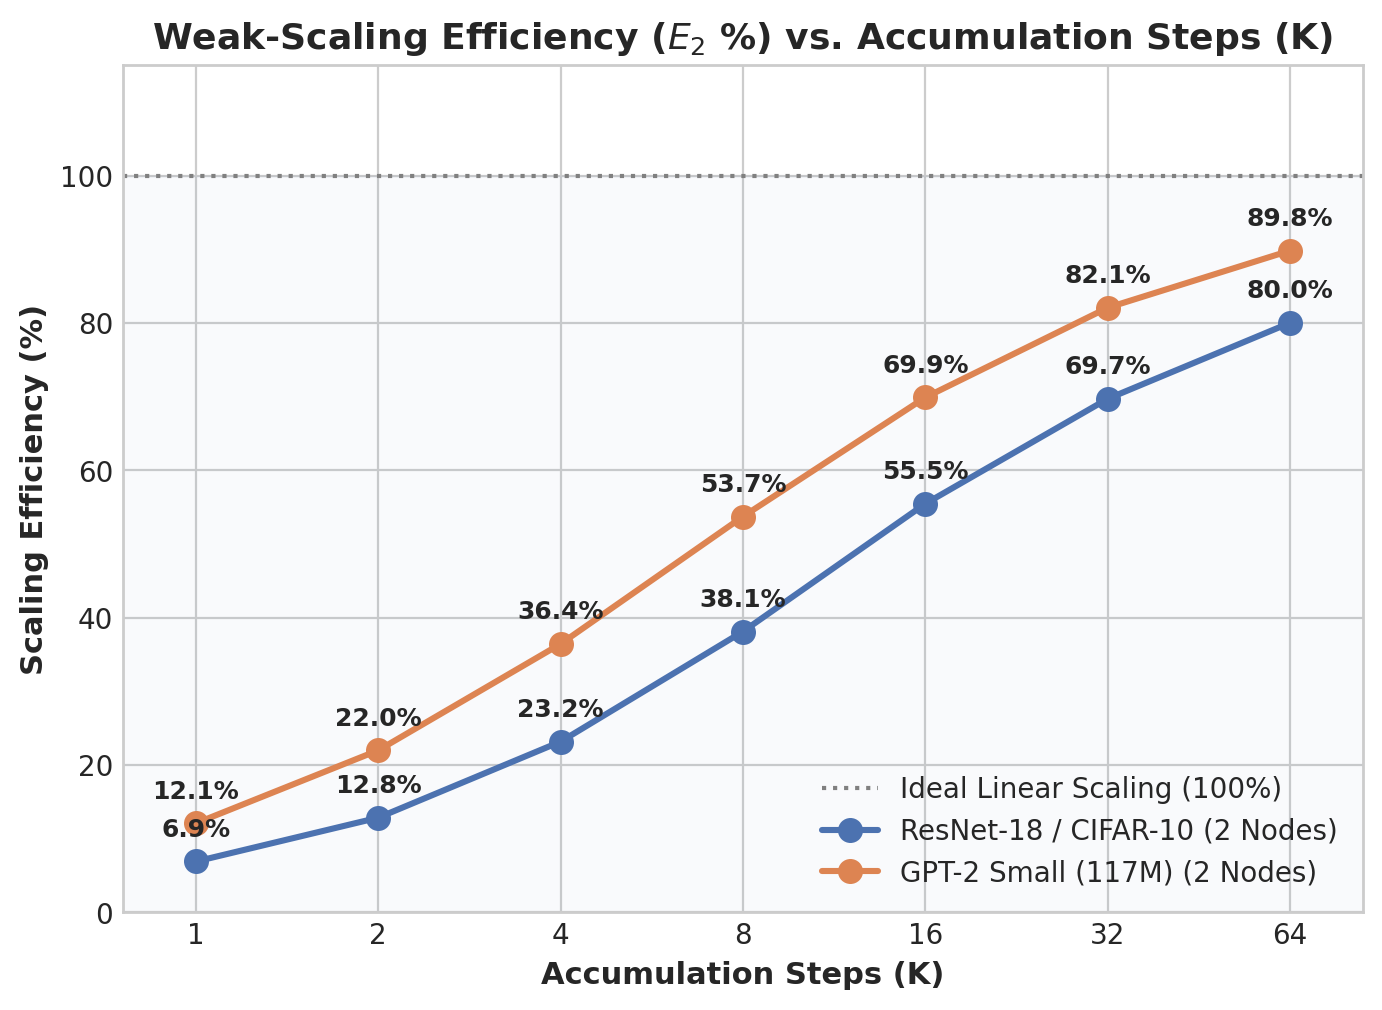 Weak-Scaling Efficiency (E₂ %) vs. Accumulation Steps (K)
Scaling Efficiency (%)
100
80
60
40
20
0
89.8%
82.1%
80.0%
69.9%
69.7%
53.7%
55.5%
36.4%
38.1%
22.0%
23.2%
12.1%
12.8%
6.9%
Ideal Linear Scaling (100%)
ResNet-18 / CIFAR-10 (2 Nodes)
GPT-2 Small (117M) (2 Nodes)
1 2 4 8 16 32 64
Accumulation Steps (K)